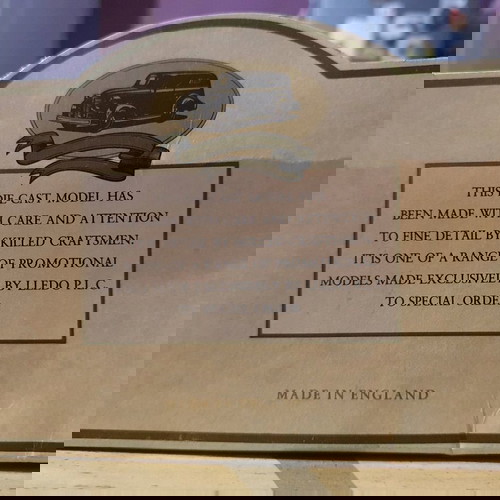 THIS DIE-CAST MODEL HAS
BEEN MADE WITH CARE AND ATTENTION
TO FINE DETAIL BY SKILLED CRAFTSMEN.
IT IS ONE OF A RANGE OF PROMOTIONAL
MODELS MADE EXCLUSIVELY BY LLEDO P.L.C.
TO SPECIAL ORDER
MADE IN ENGLAND